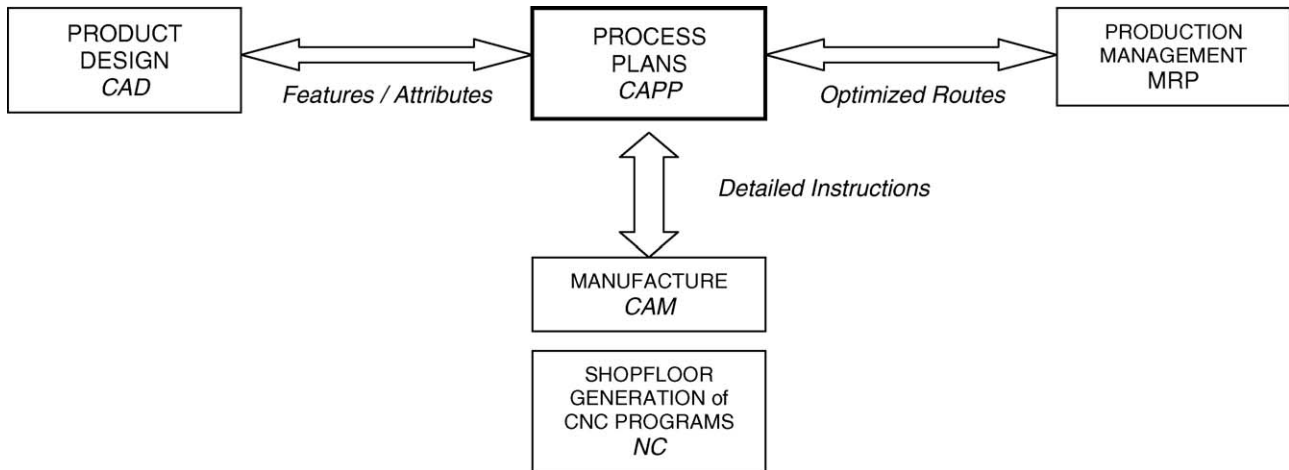 PRODUCT
DESIGN
CAD
Features / Attributes
PROCESS
PLANS
CAPP
Optimized Routes
PRODUCTION
MANAGEMENT
MRP
Detailed Instructions
MANUFACTURE
CAM
SHOPFLOOR
GENERATION of
CNC PROGRAMS
NC